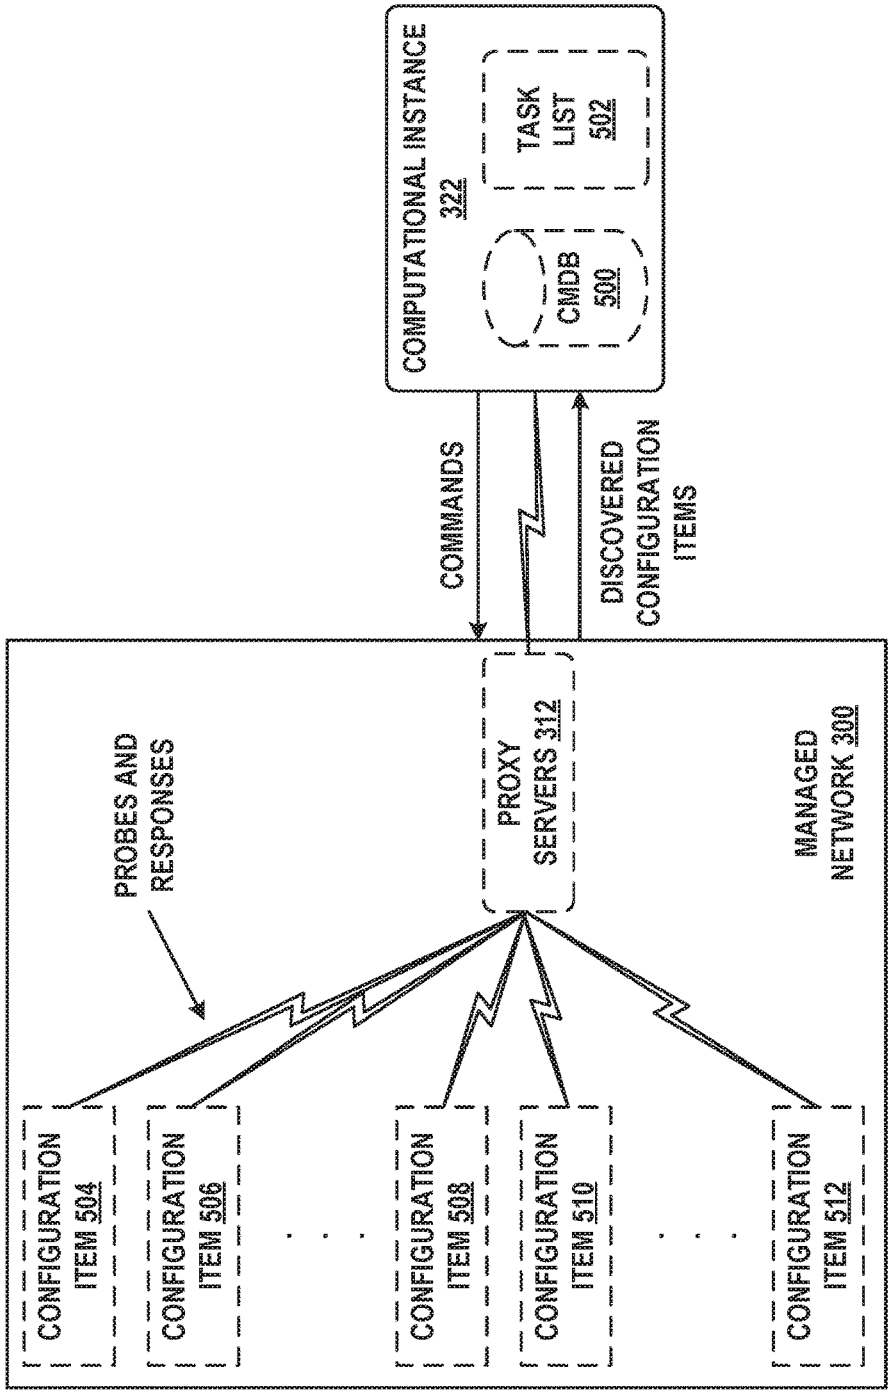 COMPUTATIONAL INSTANCE
322
CMDB
500
TASK
LIST
502
COMMANDS
DISCOVERED
CONFIGURATION
ITEMS
PROBES AND
RESPONSES
PROXY
SERVERS 312
MANAGED
NETWORK 300
CONFIGURATION
ITEM 504
CONFIGURATION
ITEM 506
. . .
CONFIGURATION
ITEM 508
CONFIGURATION
ITEM 510
. . .
CONFIGURATION
ITEM 512